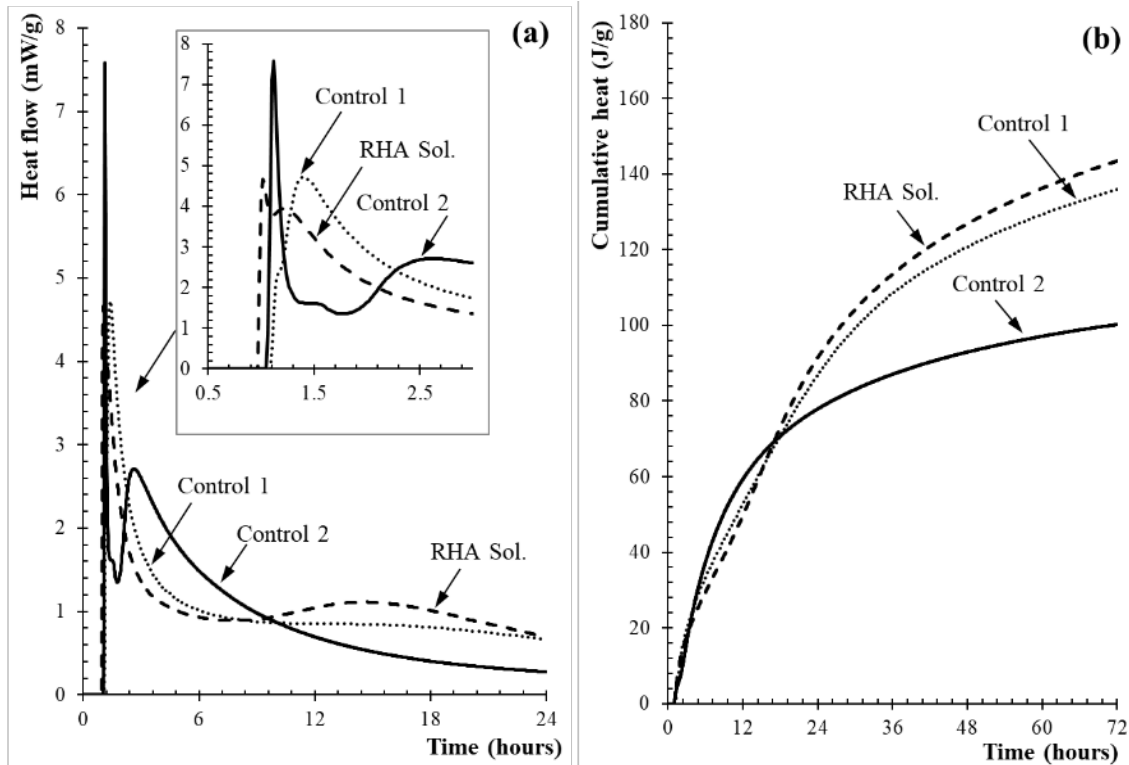 (a)
Heat flow (mW/g)
8
7
6
5
4
3
2
1
0
0
6
12
18
24
Time (hours)
8
7
6
5
4
3
2
1
0
0.5
1.5
2.5
Control 1
RHA Sol.
Control 2
Control 1
Control 2
RHA Sol.
(b)
Cumulative heat (J/g)
180
160
140
120
100
80
60
40
20
0
0
12
24
36
48
60
72
Time (hours)
Control 1
RHA Sol.
Control 2